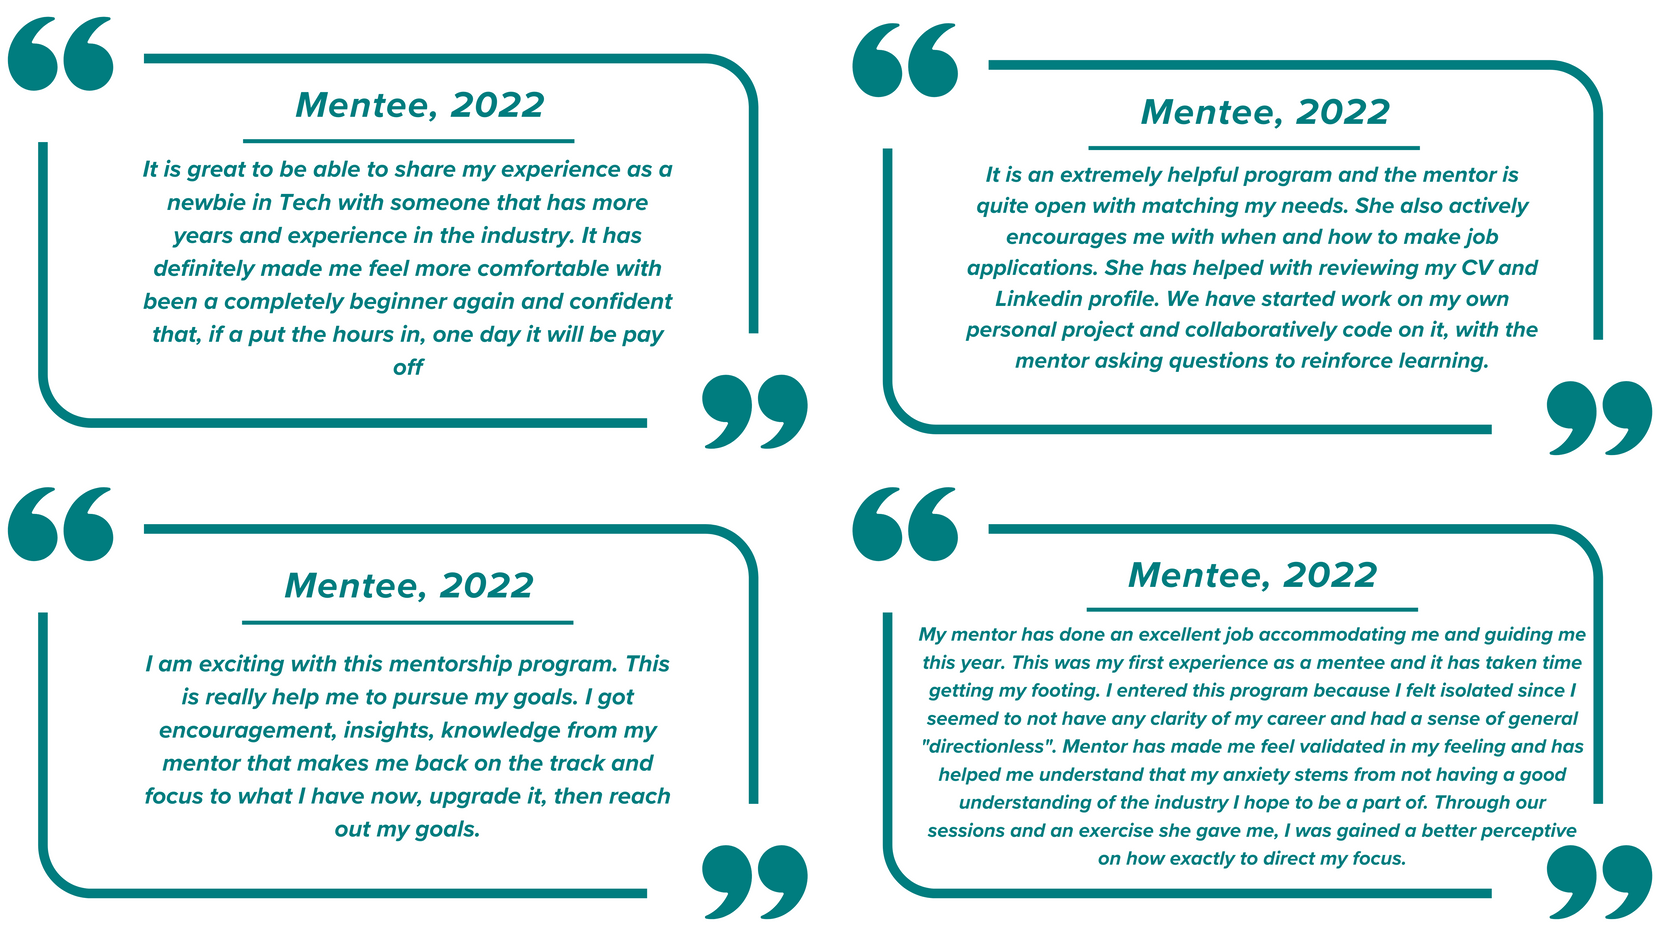 Mentee, 2022
It is great to be able to share my experience as a
newbie in Tech with someone that has more
years and experience in the industry. It has
definitely made me feel more comfortable with
been a completely beginner again and confident
that, if a put the hours in, one day it will be pay
off
Mentee, 2022
It is an extremely helpful program and the mentor is
quite open with matching my needs. She also actively
encourages me with when and how to make job
applications. She has helped with reviewing my CV and
Linkedin profile. We have started work on my own
personal project and collaboratively code on it, with the
mentor asking questions to reinforce learning.
Mentee, 2022
I am exciting with this mentorship program. This
is really help me to pursue my goals. I got
encouragement, insights, knowledge from my
mentor that makes me back on the track and
focus to what I have now, upgrade it, then reach
out my goals.
Mentee, 2022
My mentor has done an excellent job accommodating me and guiding me
this year. This was my first experience as a mentee and it has taken time
getting my footing. I entered this program because I felt isolated since I
seemed to not have any clarity of my career and had a sense of general
"directionless". Mentor has made me feel validated in my feeling and has
helped me understand that my anxiety stems from not having a good
understanding of the industry I hope to be a part of. Through our
sessions and an exercise she gave me, I was gained a better perceptive
on how exactly to direct my focus.